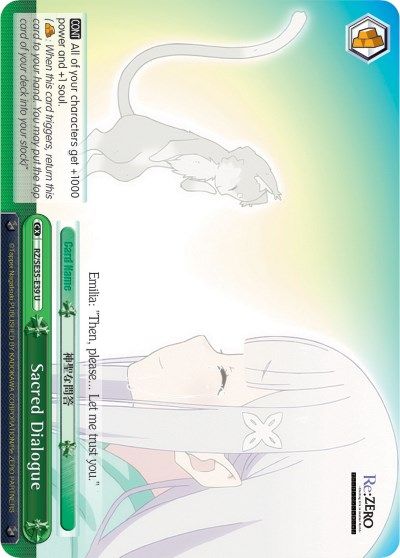 CONT All of your characters get +1000
power and +1 soul.
( When this card triggers, return this
card to your hand. You may put the top
card of your deck into your stock)
CX
RZ/SE35-E39 U
Card Name
神聖な問答
Sacred Dialogue
Emilia: "Then, please... Let me trust you."
Re:ZERO